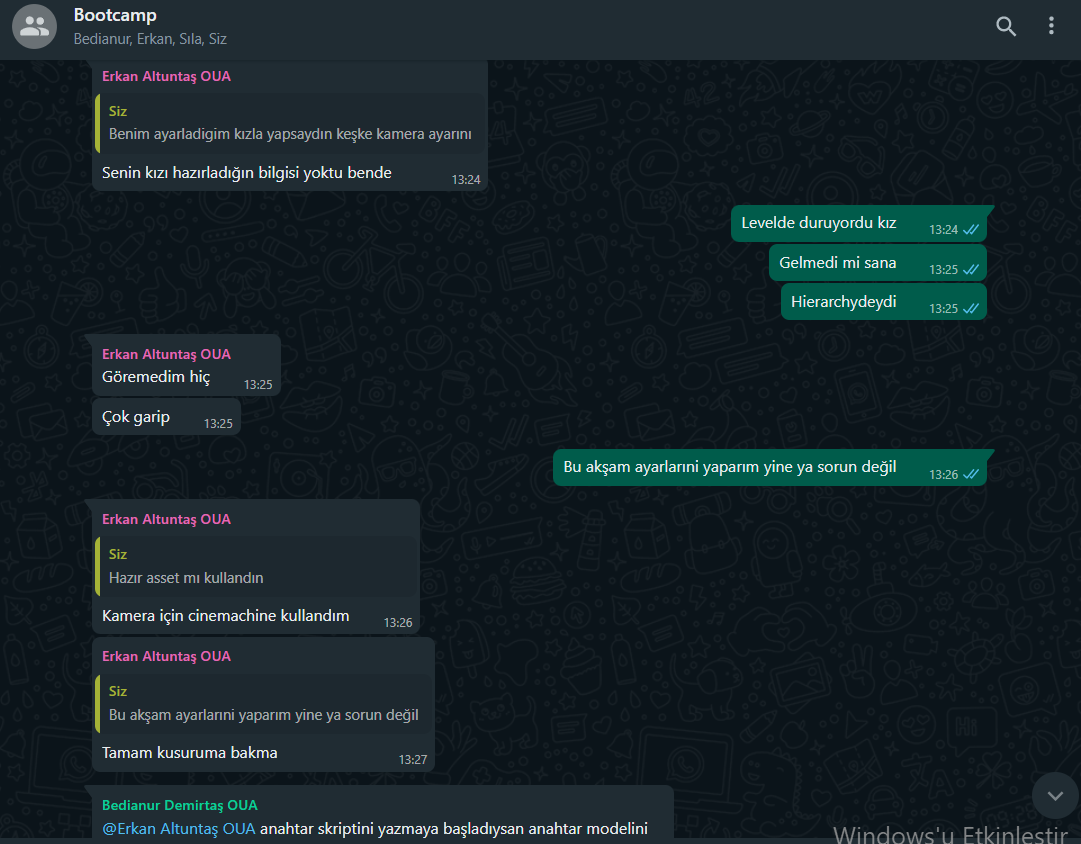 Bootcamp
Bedianur, Erkan, Sıla, Siz
Erkan Altuntaş OUA
Siz
Benim ayarladigim kızla yapsaydın keşke kamera ayarını
Senin kızı hazırladığın bilgisi yoktu bende
13:24
Levelde duruyordu kız
13:24
Gelmedi mi sana
13:25
Hierarchydeydi
13:25
Erkan Altuntaş OUA
Göremedim hiç
13:25
Çok garip
13:25
Bu akşam ayarlarıni yaparım yine ya sorun değil
13:26
Erkan Altuntaş OUA
Siz
Hazır asset mı kullandın
Kamera için cinemachine kullandım
13:26
Erkan Altuntaş OUA
Siz
Bu akşam ayarlarıni yaparım yine ya sorun değil
Tamam kusuruma bakma
13:27
Bedianur Demirtaş OUA
@Erkan Altuntaş OUA anahtar skriptini yazmaya başladıysan anahtar modelini
Windows'u Etkinleştir